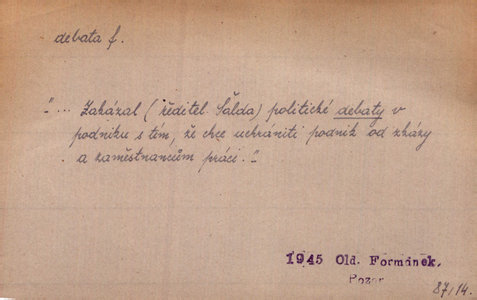 debata f.
"... Zakázal (ředitel Šalda) politické debaty v
podniku s tím, že chce uchrániti podnik od zkázy
a zaměstnancům práci."
1945 Old. Formánek,
Pozor
87/14.